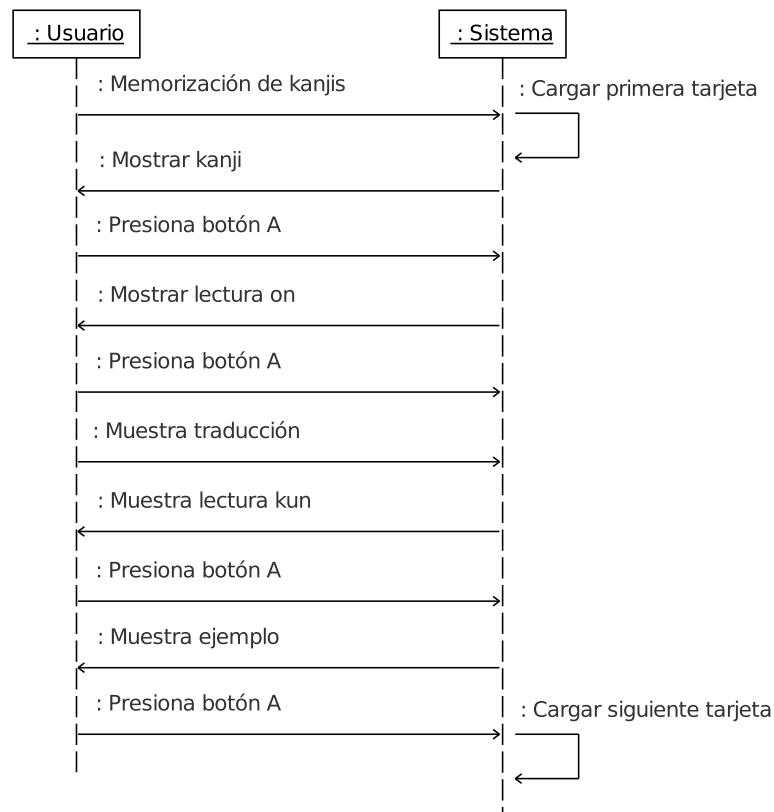 : Usuario
: Sistema
: Memorización de kanjis
: Cargar primera tarjeta
: Mostrar kanji
: Presiona botón A
: Mostrar lectura on
: Presiona botón A
: Muestra traducción
: Muestra lectura kun
: Presiona botón A
: Muestra ejemplo
: Presiona botón A
: Cargar siguiente tarjeta